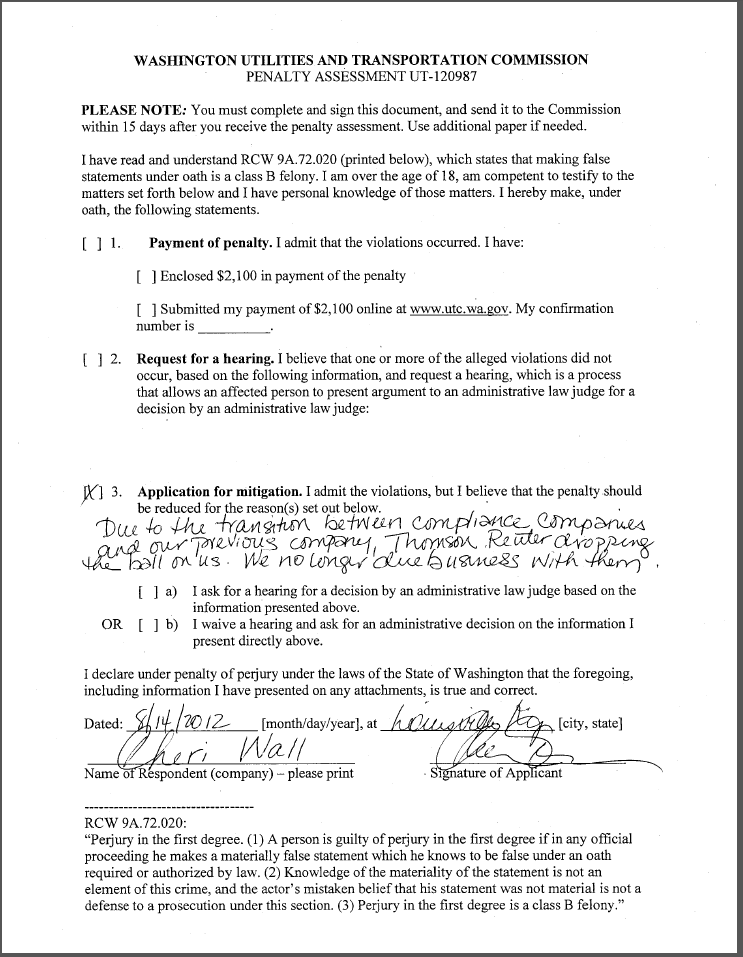 WASHINGTON UTILITIES AND TRANSPORTATION COMMISSION
PENALTY ASSESSMENT UT-120987
PLEASE NOTE: You must complete and sign this document, and send it to the Commission
within 15 days after you receive the penalty assessment. Use additional paper if needed.
I have read and understand RCW 9A.72.020 (printed below), which states that making false
statements under oath is a class B felony. I am over the age of 18, am competent to testify to the
matters set forth below and I have personal knowledge of those matters. I hereby make, under
oath, the following statements.
[ ] 1. Payment of penalty. I admit that the violations occurred. I have:
[ ] Enclosed $2,100 in payment of the penalty
[ ] Submitted my payment of $2,100 online at www.utc.wa.gov. My confirmation
number is __________.
[ ] 2. Request for a hearing. I believe that one or more of the alleged violations did not
occur, based on the following information, and request a hearing, which is a process
that allows an affected person to present argument to an administrative law judge for a
decision by an administrative law judge:
[X] 3. Application for mitigation. I admit the violations, but I believe that the penalty should
be reduced for the reason(s) set out below.
Due to the transition between compliance companies
and our previous company, Thomson Reuter dropping
the ball on us. We no longer due business with them.
[ ] a) I ask for a hearing for a decision by an administrative law judge based on the
information presented above.
OR [ ] b) I waive a hearing and ask for an administrative decision on the information I
present directly above.
I declare under penalty of perjury under the laws of the State of Washington that the foregoing,
including information I have presented on any attachments, is true and correct.
Dated: 8/14/2012 [month/day/year], at Louisville [city, state]
Cheri Wall
Name of Respondent (company) – please print Signature of Applicant
-----------------------------------
RCW 9A.72.020:
“Perjury in the first degree. (1) A person is guilty of perjury in the first degree if in any official
proceeding he makes a materially false statement which he knows to be false under an oath
required or authorized by law. (2) Knowledge of the materiality of the statement is not an
element of this crime, and the actor’s mistaken belief that his statement was not material is not a
defense to a prosecution under this section. (3) Perjury in the first degree is a class B felony.”